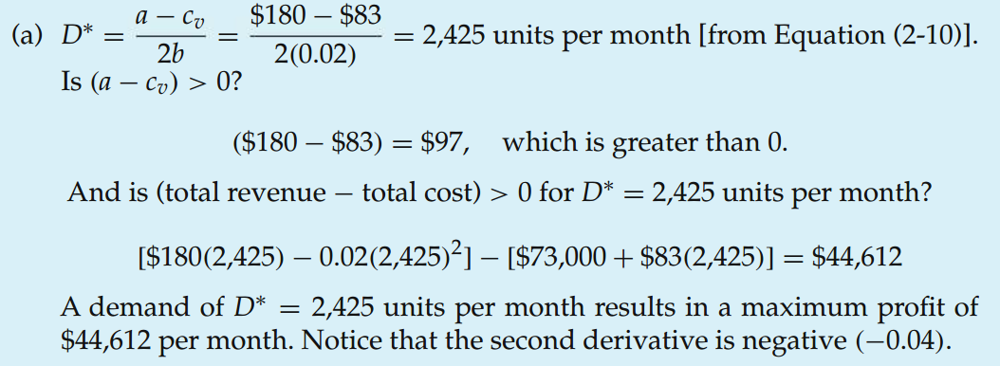 (a) D* = (a − c_v)/(2b) = ($180 − $83)/(2(0.02)) = 2,425 units per month [from Equation (2-10)].
Is (a − c_v) > 0?
($180 − $83) = $97, which is greater than 0.
And is (total revenue − total cost) > 0 for D* = 2,425 units per month?
[$180(2,425) − 0.02(2,425)²] − [$73,000 + $83(2,425)] = $44,612
A demand of D* = 2,425 units per month results in a maximum profit of
$44,612 per month. Notice that the second derivative is negative (−0.04).